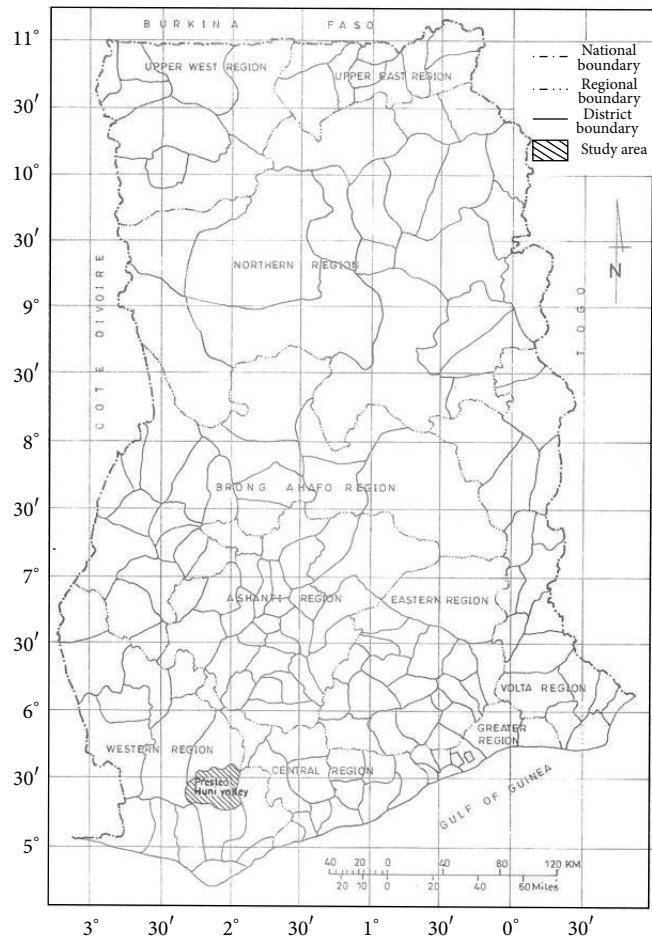 BURKINA FASO
11°
UPPER WEST REGION
UPPER EAST REGION
National
boundary
Regional
boundary
District
boundary
Study area
30′
10°
30′
N
NORTHERN REGION
9°
COTE DIVOIRE
TOGO
30′
8°
BRONG AHAFO REGION
30′
7°
ASHANTI REGION
EASTERN REGION
30′
VOLTA REGION
6°
GREATER
REGION
WESTERN REGION
CENTRAL REGION
30′
Prestea
Huni valley
GULF OF GUINEA
5°
40 20 0 40 80 120 KM
20 10 0 20 40 60 Miles
3° 30′ 2° 30′ 1° 30′ 0° 30′